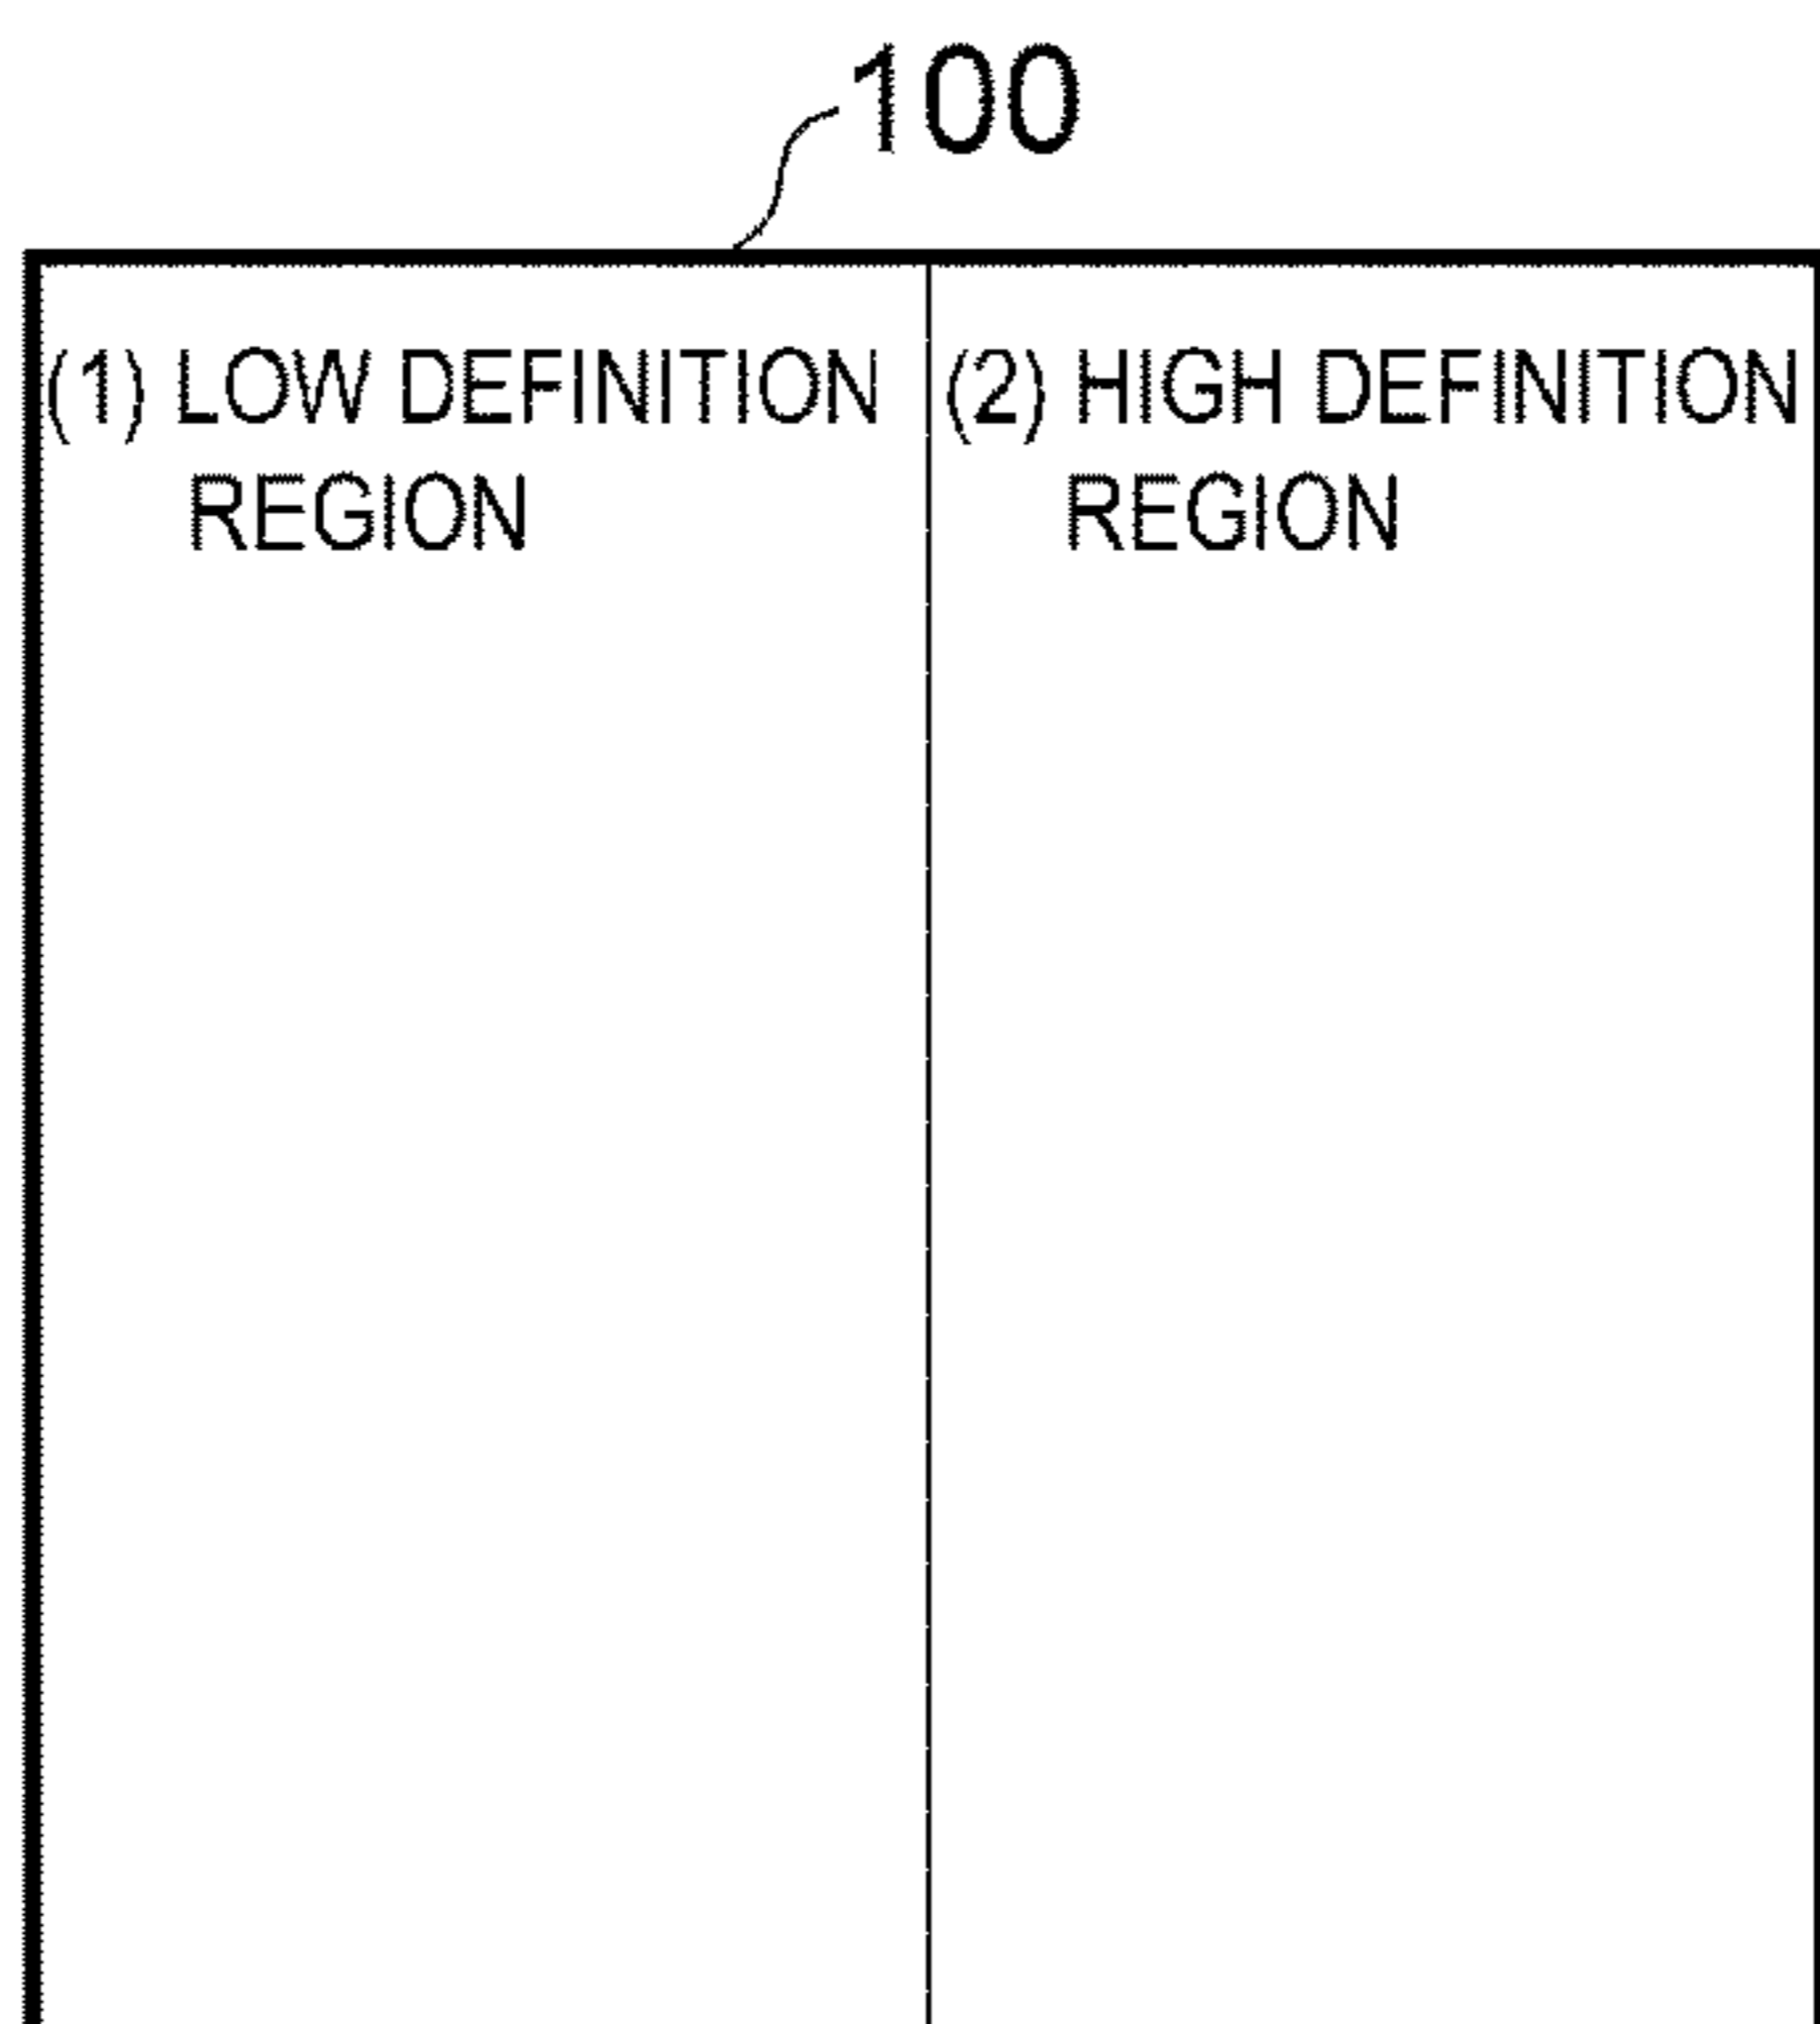 100
(1) LOW DEFINITION
REGION
(2) HIGH DEFINITION
REGION